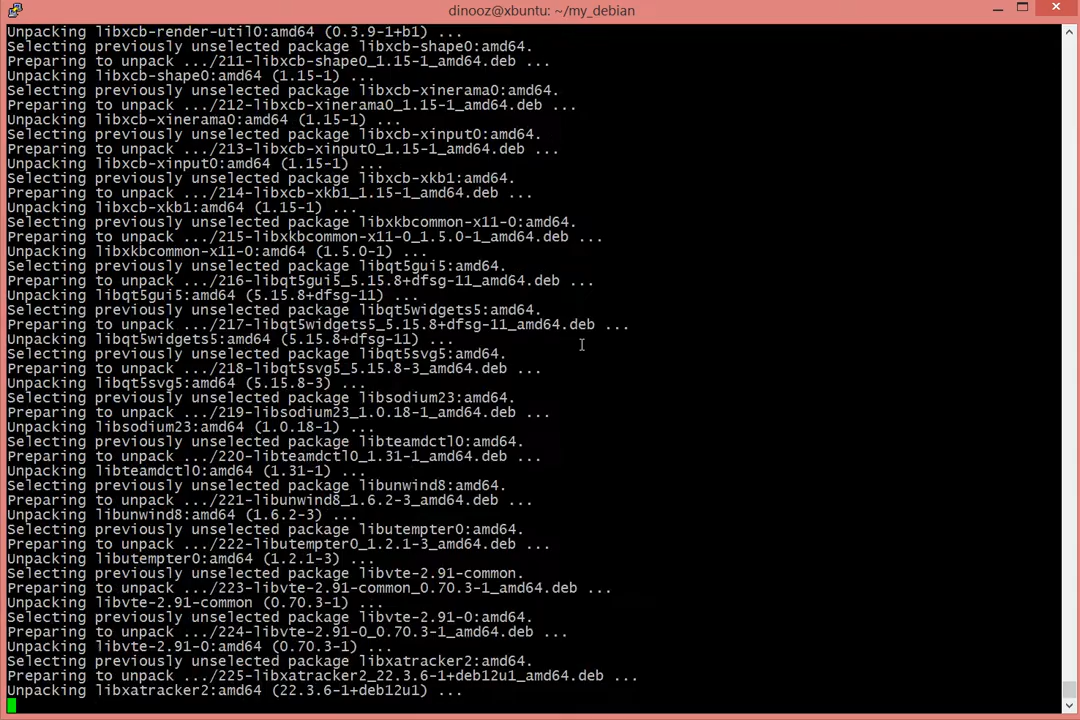 dinooz@xbuntu: ~/my_debian
Unpacking libxcb-render-util0:amd64 (0.3.9-1+b1) ...
Selecting previously unselected package libxcb-shape0:amd64.
Preparing to unpack .../211-libxcb-shape0_1.15-1_amd64.deb ...
Unpacking libxcb-shape0:amd64 (1.15-1) ...
Selecting previously unselected package libxcb-xinerama0:amd64.
Preparing to unpack .../212-libxcb-xinerama0_1.15-1_amd64.deb ...
Unpacking libxcb-xinerama0:amd64 (1.15-1) ...
Selecting previously unselected package libxcb-xinput0:amd64.
Preparing to unpack .../213-libxcb-xinput0_1.15-1_amd64.deb ...
Unpacking libxcb-xinput0:amd64 (1.15-1) ...
Selecting previously unselected package libxcb-xkb1:amd64.
Preparing to unpack .../214-libxcb-xkb1_1.15-1_amd64.deb ...
Unpacking libxcb-xkb1:amd64 (1.15-1) ...
Selecting previously unselected package libxkbcommon-x11-0:amd64.
Preparing to unpack .../215-libxkbcommon-x11-0_1.5.0-1_amd64.deb ...
Unpacking libxkbcommon-x11-0:amd64 (1.5.0-1) ...
Selecting previously unselected package libqt5gui5:amd64.
Preparing to unpack .../216-libqt5gui5_5.15.8+dfsg-11_amd64.deb ...
Unpacking libqt5gui5:amd64 (5.15.8+dfsg-11) ...
Selecting previously unselected package libqt5widgets5:amd64.
Preparing to unpack .../217-libqt5widgets5_5.15.8+dfsg-11_amd64.deb ...
Unpacking libqt5widgets5:amd64 (5.15.8+dfsg-11) ...
Selecting previously unselected package libqt5svg5:amd64.
Preparing to unpack .../218-libqt5svg5_5.15.8-3_amd64.deb ...
Unpacking libqt5svg5:amd64 (5.15.8-3) ...
Selecting previously unselected package libsodium23:amd64.
Preparing to unpack .../219-libsodium23_1.0.18-1_amd64.deb ...
Unpacking libsodium23:amd64 (1.0.18-1) ...
Selecting previously unselected package libteamdctl0:amd64.
Preparing to unpack .../220-libteamdctl0_1.31-1_amd64.deb ...
Unpacking libteamdctl0:amd64 (1.31-1) ...
Selecting previously unselected package libunwind8:amd64.
Preparing to unpack .../221-libunwind8_1.6.2-3_amd64.deb ...
Unpacking libunwind8:amd64 (1.6.2-3) ...
Selecting previously unselected package libutempter0:amd64.
Preparing to unpack .../222-libutempter0_1.2.1-3_amd64.deb ...
Unpacking libutempter0:amd64 (1.2.1-3) ...
Selecting previously unselected package libvte-2.91-common.
Preparing to unpack .../223-libvte-2.91-common_0.70.3-1_amd64.deb ...
Unpacking libvte-2.91-common (0.70.3-1) ...
Selecting previously unselected package libvte-2.91-0:amd64.
Preparing to unpack .../224-libvte-2.91-0_0.70.3-1_amd64.deb ...
Unpacking libvte-2.91-0:amd64 (0.70.3-1) ...
Selecting previously unselected package libxatracker2:amd64.
Preparing to unpack .../225-libxatracker2_22.3.6-1+deb12u1_amd64.deb ...
Unpacking libxatracker2:amd64 (22.3.6-1+deb12u1) ...